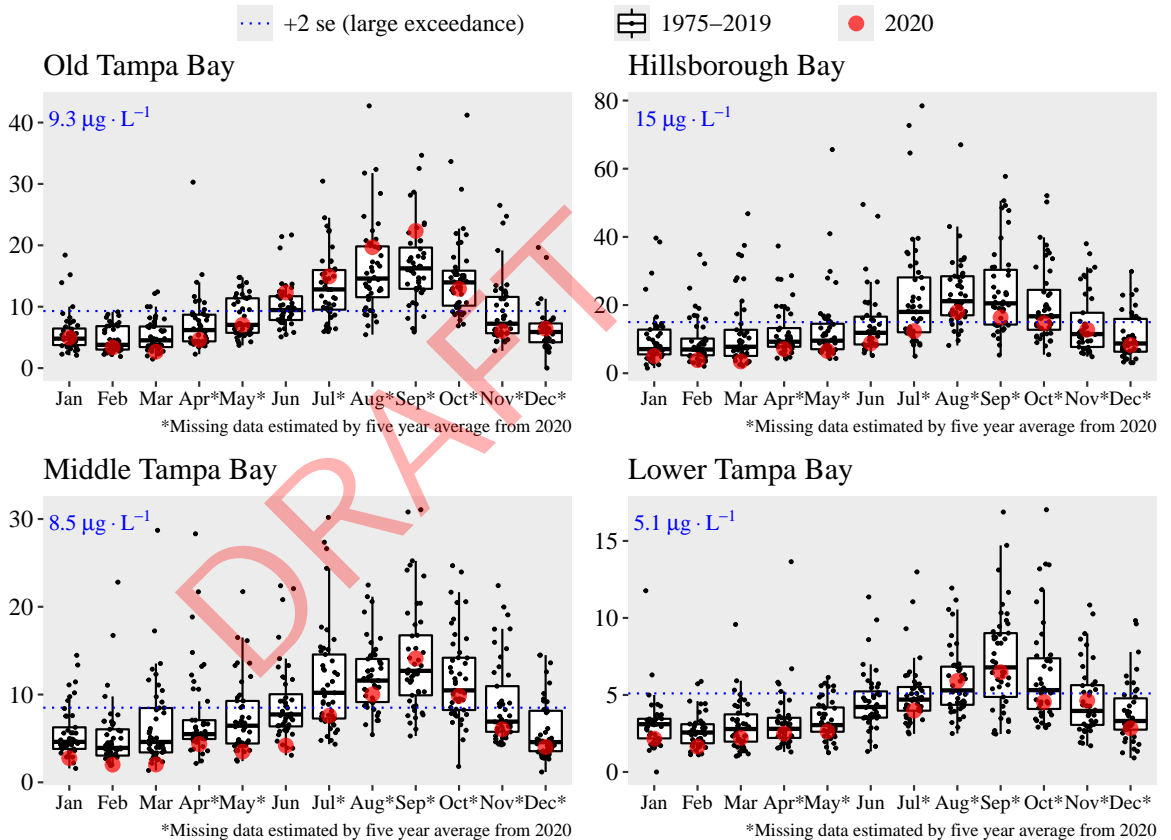 +2 se (large exceedance) 1975−2019 2020
Old Tampa Bay
9.3 μg ⋅ L⁻¹
40
30
20
10
0
Jan Feb Mar Apr* May* Jun Jul* Aug* Sep* Oct* Nov* Dec*
*Missing data estimated by five year average from 2020
Hillsborough Bay
15 μg ⋅ L⁻¹
80
60
40
20
0
Jan Feb Mar Apr* May* Jun Jul* Aug* Sep* Oct* Nov* Dec*
*Missing data estimated by five year average from 2020
DRAFT
Middle Tampa Bay
8.5 μg ⋅ L⁻¹
30
20
10
0
Jan Feb Mar Apr* May* Jun Jul* Aug* Sep* Oct* Nov* Dec*
*Missing data estimated by five year average from 2020
Lower Tampa Bay
5.1 μg ⋅ L⁻¹
15
10
5
0
Jan Feb Mar Apr* May* Jun Jul* Aug* Sep* Oct* Nov* Dec*
*Missing data estimated by five year average from 2020